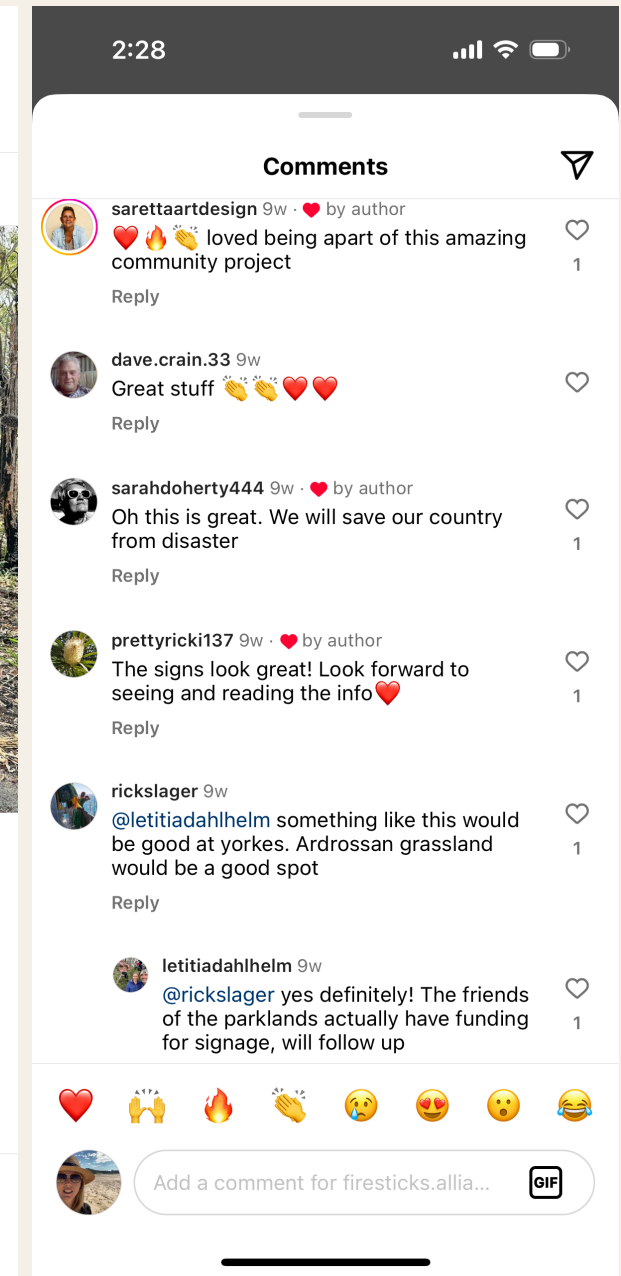 2:28
Comments
sarettaartdesign 9w · ❤️ by author
❤️🔥👏 loved being apart of this amazing
community project
1
Reply
dave.crain.33 9w
Great stuff 👏👏❤️❤️
Reply
sarahdoherty444 9w · ❤️ by author
Oh this is great. We will save our country
from disaster
1
Reply
prettyricki137 9w · ❤️ by author
The signs look great! Look forward to
seeing and reading the info❤️
1
Reply
rickslager 9w
@letitiadahlhelm something like this would
be good at yorkes. Ardrossan grassland
would be a good spot
1
Reply
letitiadahlhelm 9w
@rickslager yes definitely! The friends
of the parklands actually have funding
for signage, will follow up
1
❤️🙌🔥👏😢😍😮😂
Add a comment for firesticks.allia... GIF